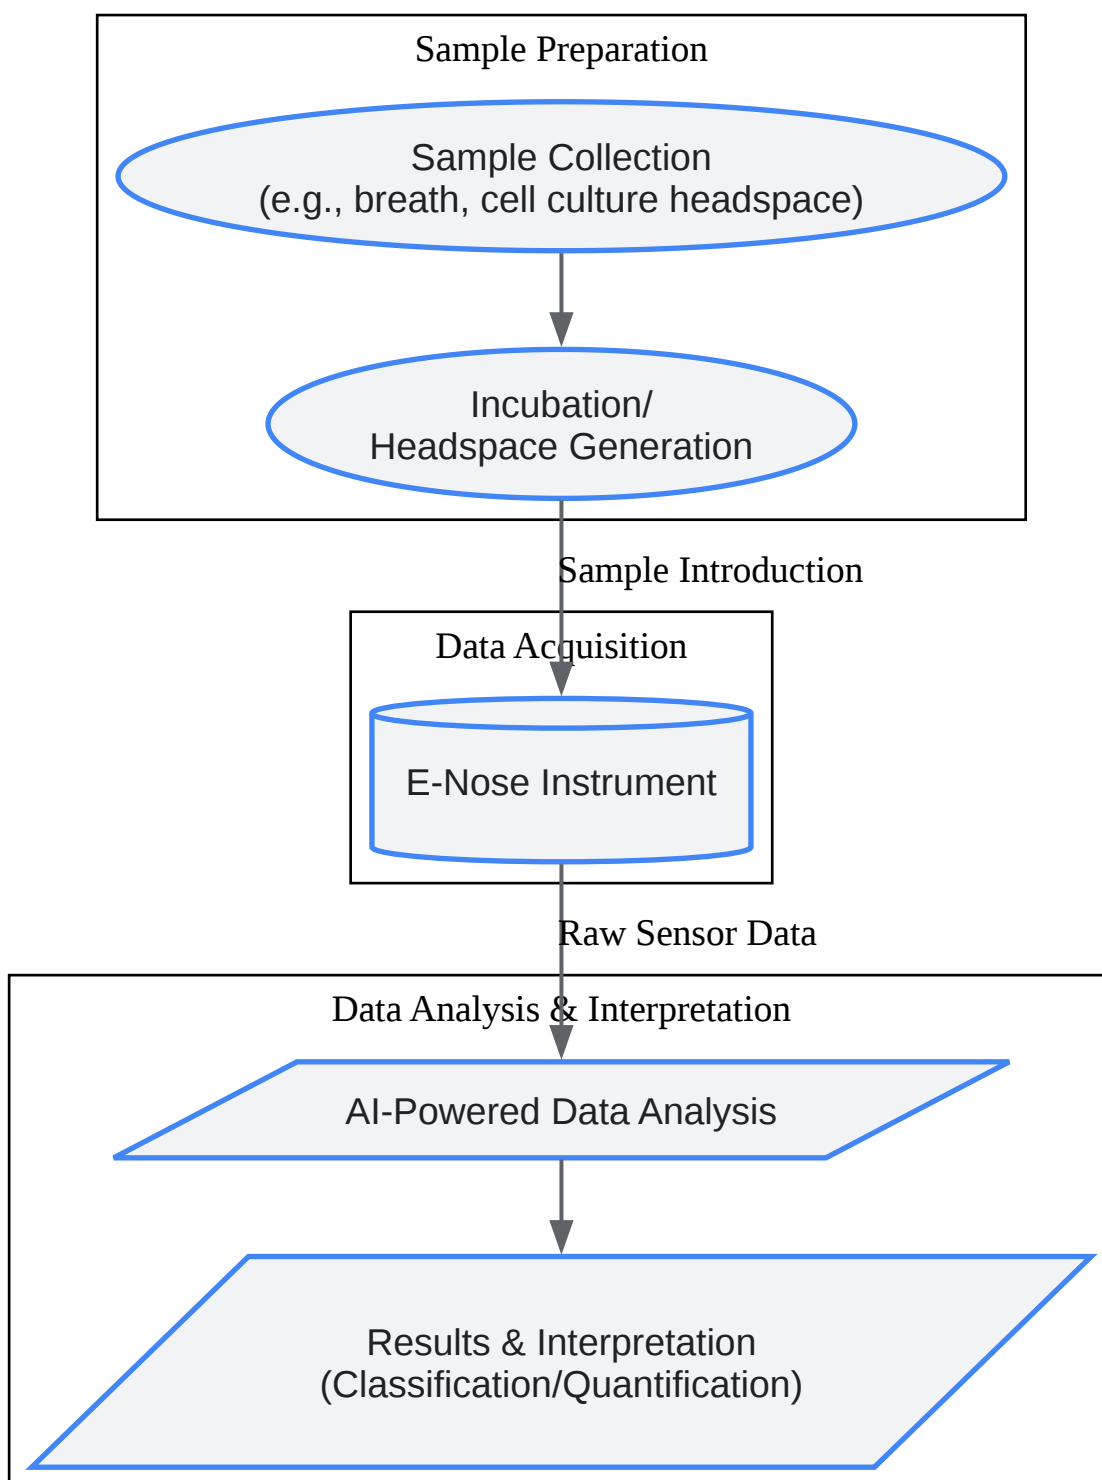 Sample Preparation
Sample Collection
(e.g., breath, cell culture headspace)
Incubation/
Headspace Generation
Sample Introduction
Data Acquisition
E-Nose Instrument
Raw Sensor Data
Data Analysis & Interpretation
AI-Powered Data Analysis
Results & Interpretation
(Classification/Quantification)